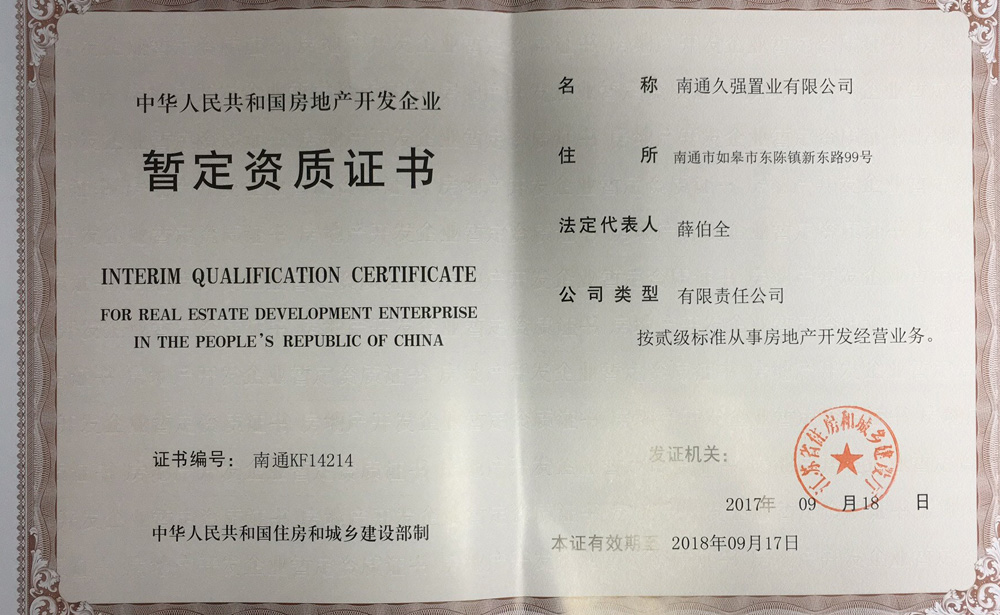 中华人民共和国房地产开发企业
暂定资质证书
INTERIM QUALIFICATION CERTIFICATE
FOR REAL ESTATE DEVELOPMENT ENTERPRISE
IN THE PEOPLE'S REPUBLIC OF CHINA
证书编号： 南通KF14214
中华人民共和国住房和城乡建设部制
名 称 南通久强置业有限公司
住 所 南通市如皋市东陈镇新东路99号
法定代表人 薛伯全
公司类型 有限责任公司
按贰级标准从事房地产开发经营业务。
发证机关：
江苏省住房和城乡建设厅
2017年 09 月18 日
本证有效期至 2018年09月17日